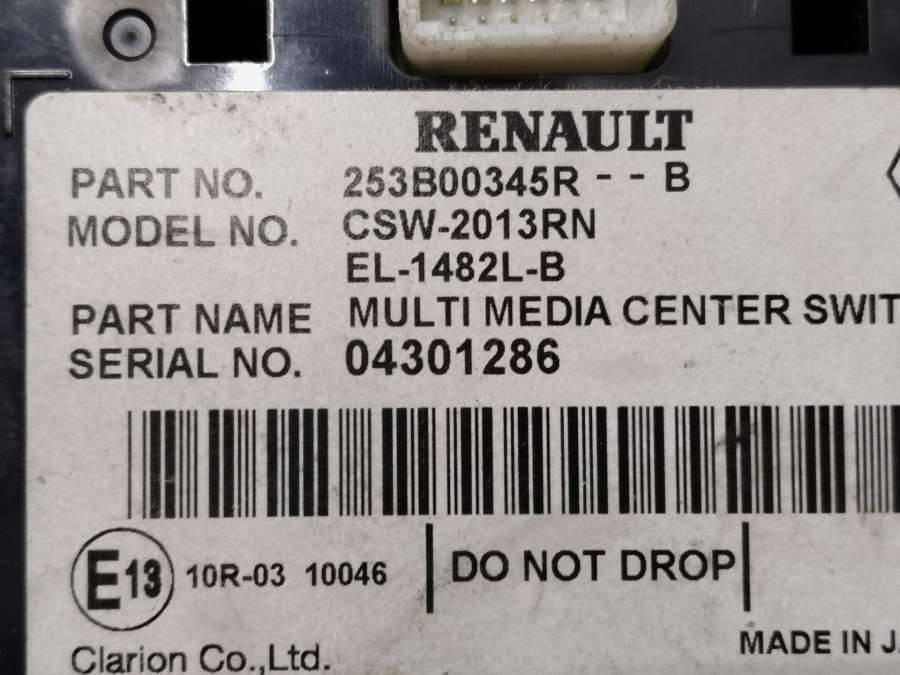 RENAULT
PART NO. 253B00345R - - B
MODEL NO. CSW-2013RN
EL-1482L-B
PART NAME MULTI MEDIA CENTER SWIT
SERIAL NO. 04301286
E13 10R-03 10046 DO NOT DROP
Clarion Co.,Ltd. MADE IN J